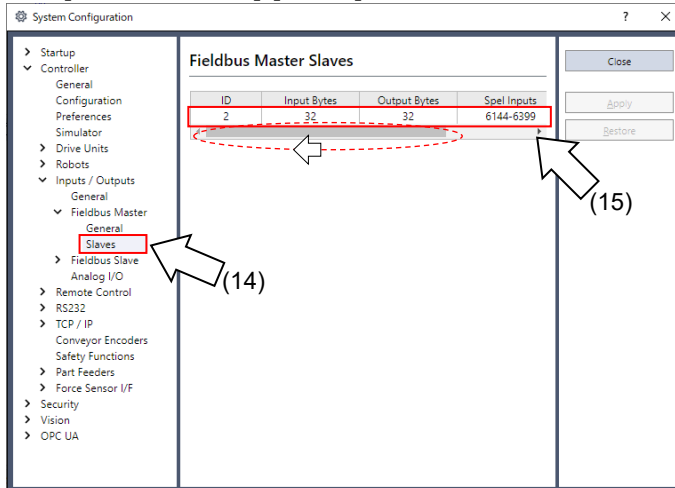 System Configuration
?
Startup
Controller
General
Configuration
Preferences
Simulator
Drive Units
Robots
Inputs / Outputs
General
Fieldbus Master
General
Slaves
Fieldbus Slave
Analog I/O
Remote Control
RS232
TCP / IP
Conveyor Encoders
Safety Functions
Part Feeders
Force Sensor I/F
Security
Vision
OPC UA
(14)
Fieldbus Master Slaves
ID Input Bytes Output Bytes Spel Inputs
2 32 32 6144-6399
(15)
Close
Apply
Restore